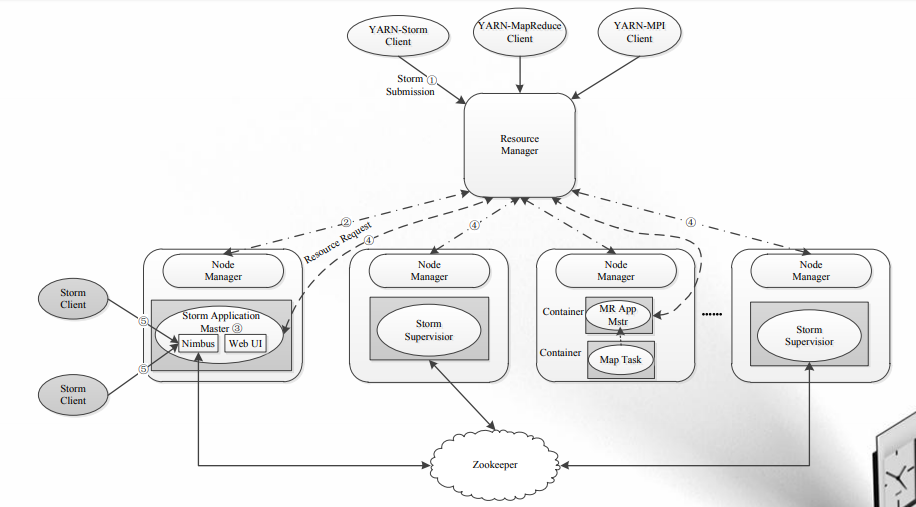 YARN-Storm
Client
YARN-MapReduce
Client
YARN-MPI
Client
Storm ①
Submission
Resource
Manager
②
Resource Request
④
④
④
Node
Manager
Node
Manager
Node
Manager
Node
Manager
Storm
Client
⑤
Storm Application
Master ③
Nimbus
Web UI
Storm
Supervisior
Container
MR App
Mstr
......
Storm
Supervisior
Container
Map Task
⑤
Storm
Client
Zookeeper